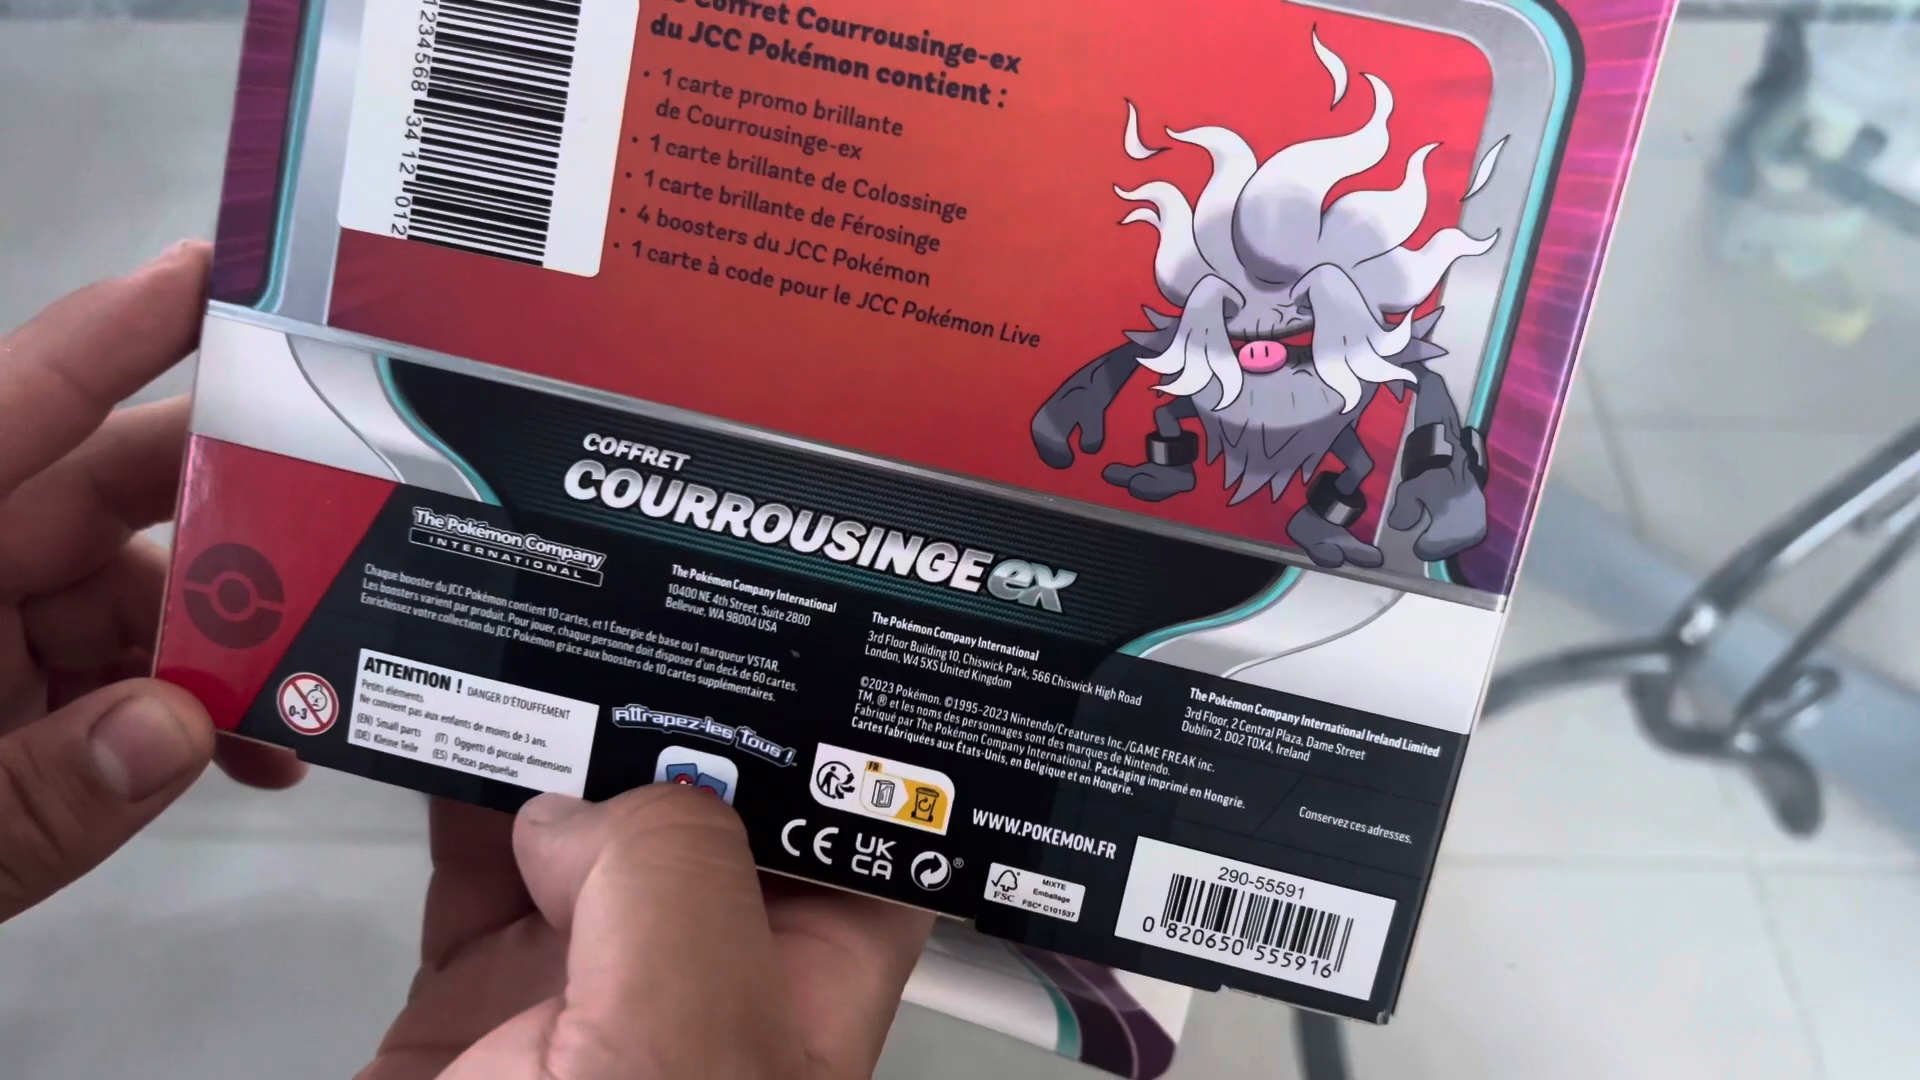 Coffret Courrousinge-ex
du JCC Pokémon contient :
• 1 carte promo brillante
de Courrousinge-ex
• 1 carte brillante de Colossinge
• 1 carte brillante de Férosinge
• 4 boosters du JCC Pokémon
• 1 carte à code pour le JCC Pokémon Live
1234568 34 12 1012
COFFRET
COURROUSINGE ex
The Pokémon Company
INTERNATIONAL
Chaque booster du JCC Pokémon contient 10 cartes, et 1 Énergie de base ou 1 marqueur VSTAR.
Les boosters varient par produit. Pour jouer, chaque personne doit disposer d'un deck de 60 cartes.
Enrichissez votre collection du JCC Pokémon grâce aux boosters de 10 cartes supplémentaires.
The Pokémon Company International
10400 NE 4th Street, Suite 2800
Bellevue, WA 98004 USA
The Pokémon Company International
3rd Floor Building 10, Chiswick Park, 566 Chiswick High Road
London, W4 5XS United Kingdom
©2023 Pokémon. ©1995-2023 Nintendo/Creatures Inc./GAME FREAK inc.
TM, ® et les noms des personnages sont des marques de Nintendo.
Fabriqué par The Pokémon Company International. Packaging imprimé en Hongrie.
Cartes fabriquées aux États-Unis, en Belgique et en Hongrie.
The Pokémon Company International Ireland Limited
3rd Floor, 2 Central Plaza, Dame Street
Dublin 2, D02 T0X4, Ireland
Conservez ces adresses.
0-3
ATTENTION ! DANGER D'ÉTOUFFEMENT
Petits éléments.
Ne convient pas aux enfants de moins de 3 ans.
(EN) Small parts (IT) Oggetti di piccole dimensioni
(DE) Kleine Teile (ES) Piezas pequeñas
Attrapez-les Tous !
FR
WWW.POKEMON.FR
CE
UK
CA
®
FSC
MIXTE
Emballage
FSC® C101537
290-55591
0 820650 555916